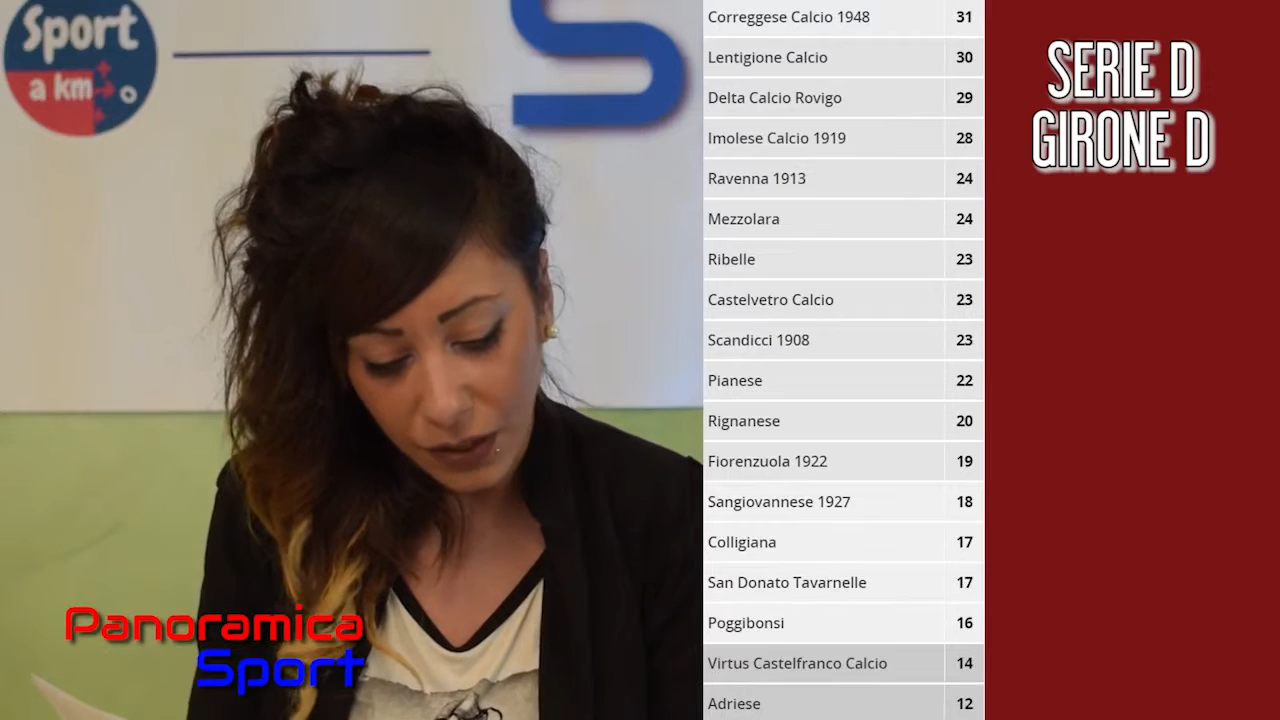 Sport
a km
S
Correggese Calcio 1948 31
Lentigione Calcio 30
Delta Calcio Rovigo 29
Imolese Calcio 1919 28
Ravenna 1913 24
Mezzolara 24
Ribelle 23
Castelvetro Calcio 23
Scandicci 1908 23
Pianese 22
Rignanese 20
Fiorenzuola 1922 19
Sangiovannese 1927 18
Colligiana 17
San Donato Tavarnelle 17
Poggibonsi 16
Virtus Castelfranco Calcio 14
Adriese 12
SERIE D
GIRONE D
Panoramica
Sport